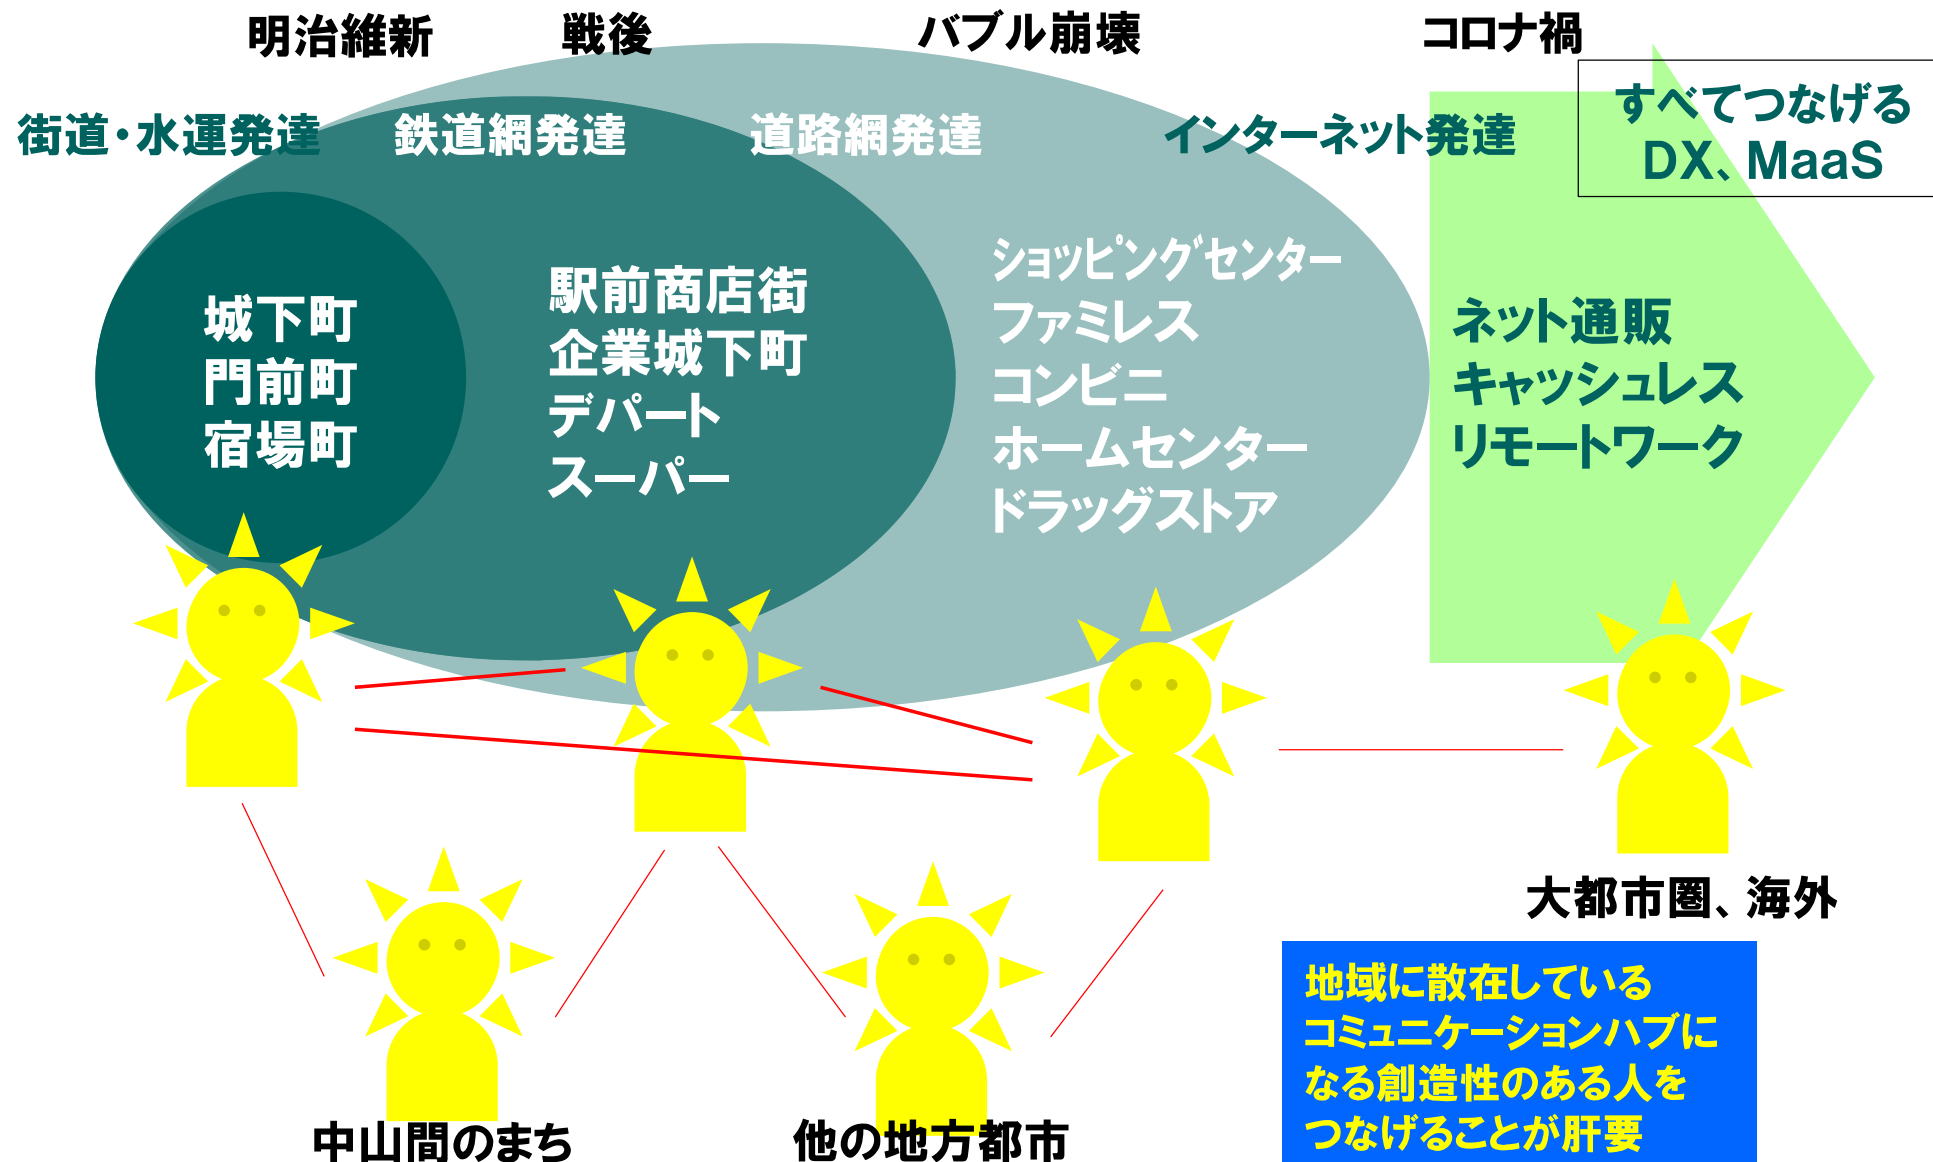 明治維新
戦後
バブル崩壊
コロナ禍
街道・水運発達
鉄道網発達
道路網発達
インターネット発達
すべてつなげる
DX、MaaS
城下町
門前町
宿場町
駅前商店街
企業城下町
デパート
スーパー
ショッピングセンター
ファミレス
コンビニ
ホームセンター
ドラッグストア
ネット通販
キャッシュレス
リモートワーク
大都市圏、海外
中山間のまち
他の地方都市
地域に散在している
コミュニケーションハブに
なる創造性のある人を
つなげることが肝要